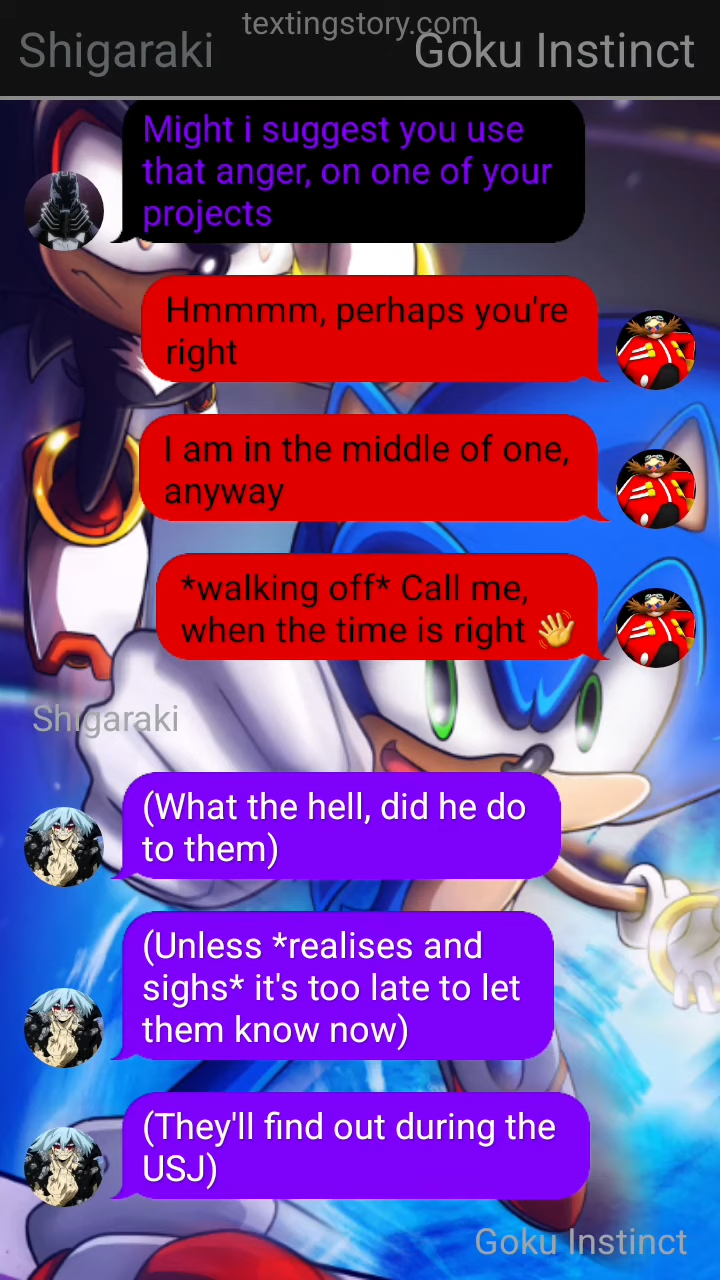 textingstory.com
Shigaraki
Goku Instinct
Might i suggest you use
that anger, on one of your
projects
Hmmmm, perhaps you're
right
I am in the middle of one,
anyway
*walking off* Call me,
when the time is right 👋
Shigaraki
(What the hell, did he do
to them)
(Unless *realises and
sighs* it's too late to let
them know now)
(They'll find out during the
USJ)
Goku Instinct